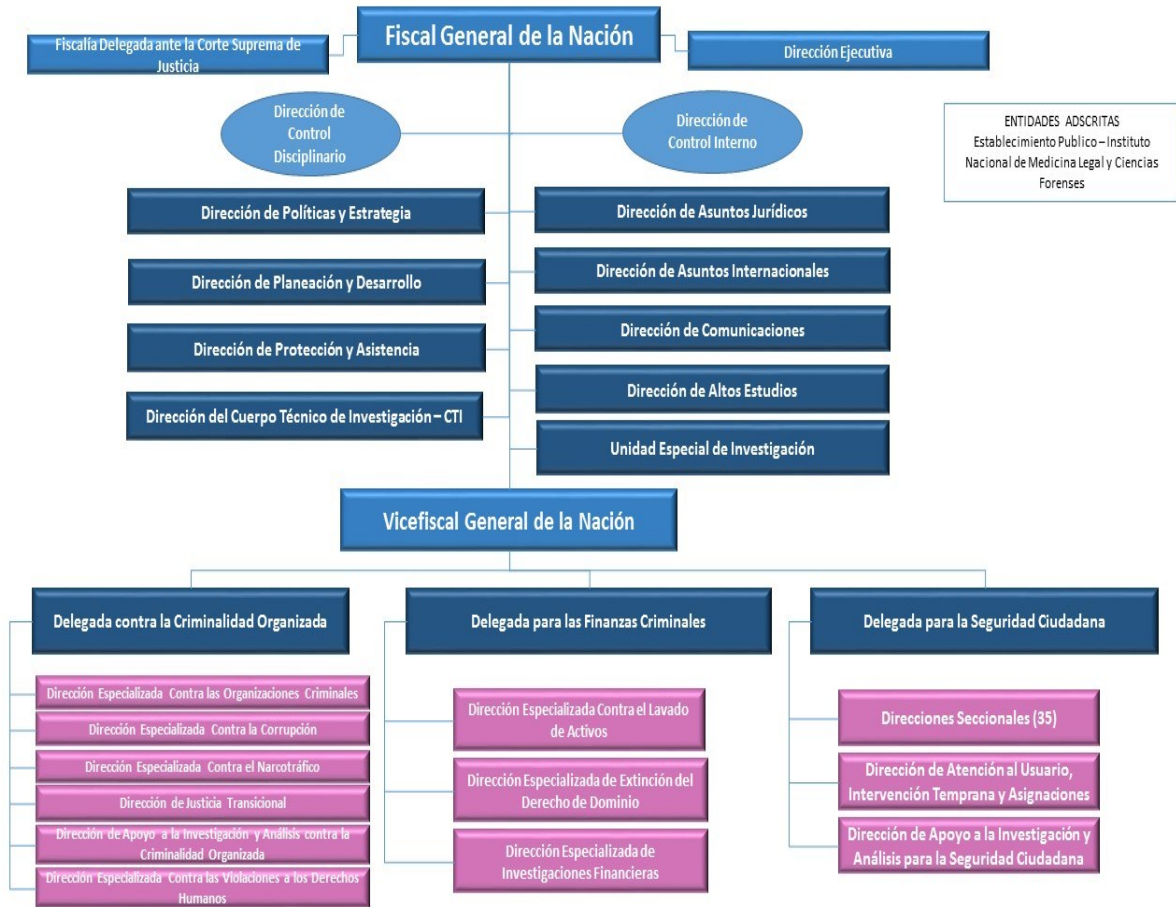 Fiscal General de la Nación
Fiscalía Delegada ante la Corte Suprema de
Justicia
Dirección Ejecutiva
Dirección de
Control
Disciplinario
Dirección de
Control Interno
ENTIDADES ADSCRITAS
Establecimiento Publico – Instituto
Nacional de Medicina Legal y Ciencias
Forenses
Dirección de Políticas y Estrategia
Dirección de Asuntos Jurídicos
Dirección de Planeación y Desarrollo
Dirección de Asuntos Internacionales
Dirección de Protección y Asistencia
Dirección de Comunicaciones
Dirección del Cuerpo Técnico de Investigación – CTI
Dirección de Altos Estudios
Unidad Especial de Investigación
Vicefiscal General de la Nación
Delegada contra la Criminalidad Organizada
Dirección Especializada Contra las Organizaciones Criminales
Dirección Especializada Contra la Corrupción
Dirección Especializada Contra el Narcotráfico
Dirección de Justicia Transicional
Dirección de Apoyo a la Investigación y Análisis contra la
Criminalidad Organizada
Dirección Especializada Contra las Violaciones a los Derechos
Humanos
Delegada para las Finanzas Criminales
Dirección Especializada Contra el Lavado
de Activos
Dirección Especializada de Extinción del
Derecho de Dominio
Dirección Especializada de
Investigaciones Financieras
Delegada para la Seguridad Ciudadana
Direcciones Seccionales (35)
Dirección de Atención al Usuario,
Intervención Temprana y Asignaciones
Dirección de Apoyo a la Investigación y
Análisis para la Seguridad Ciudadana